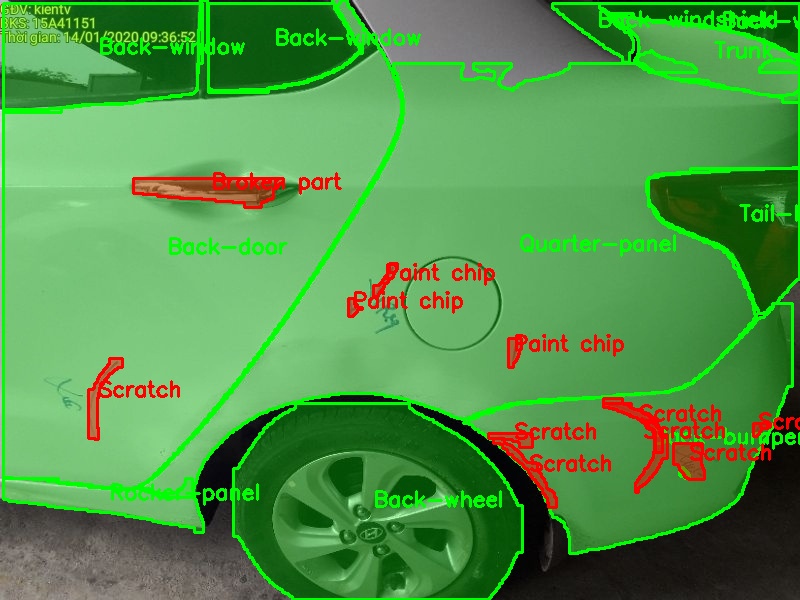 GDV: kientv
BKS: 15A41151
Thời gian: 14/01/2020 09:36:52
Back-windshield
Back-window
Back-window
Trunk
Broken part
Tail-
Back-door
Quarter-panel
Paint chip
Paint chip
Paint chip
Scratch
Scratch
Scratch
Scratch
Scratch
bumper
Scratch
Scratch
Rocker-panel
Back-wheel